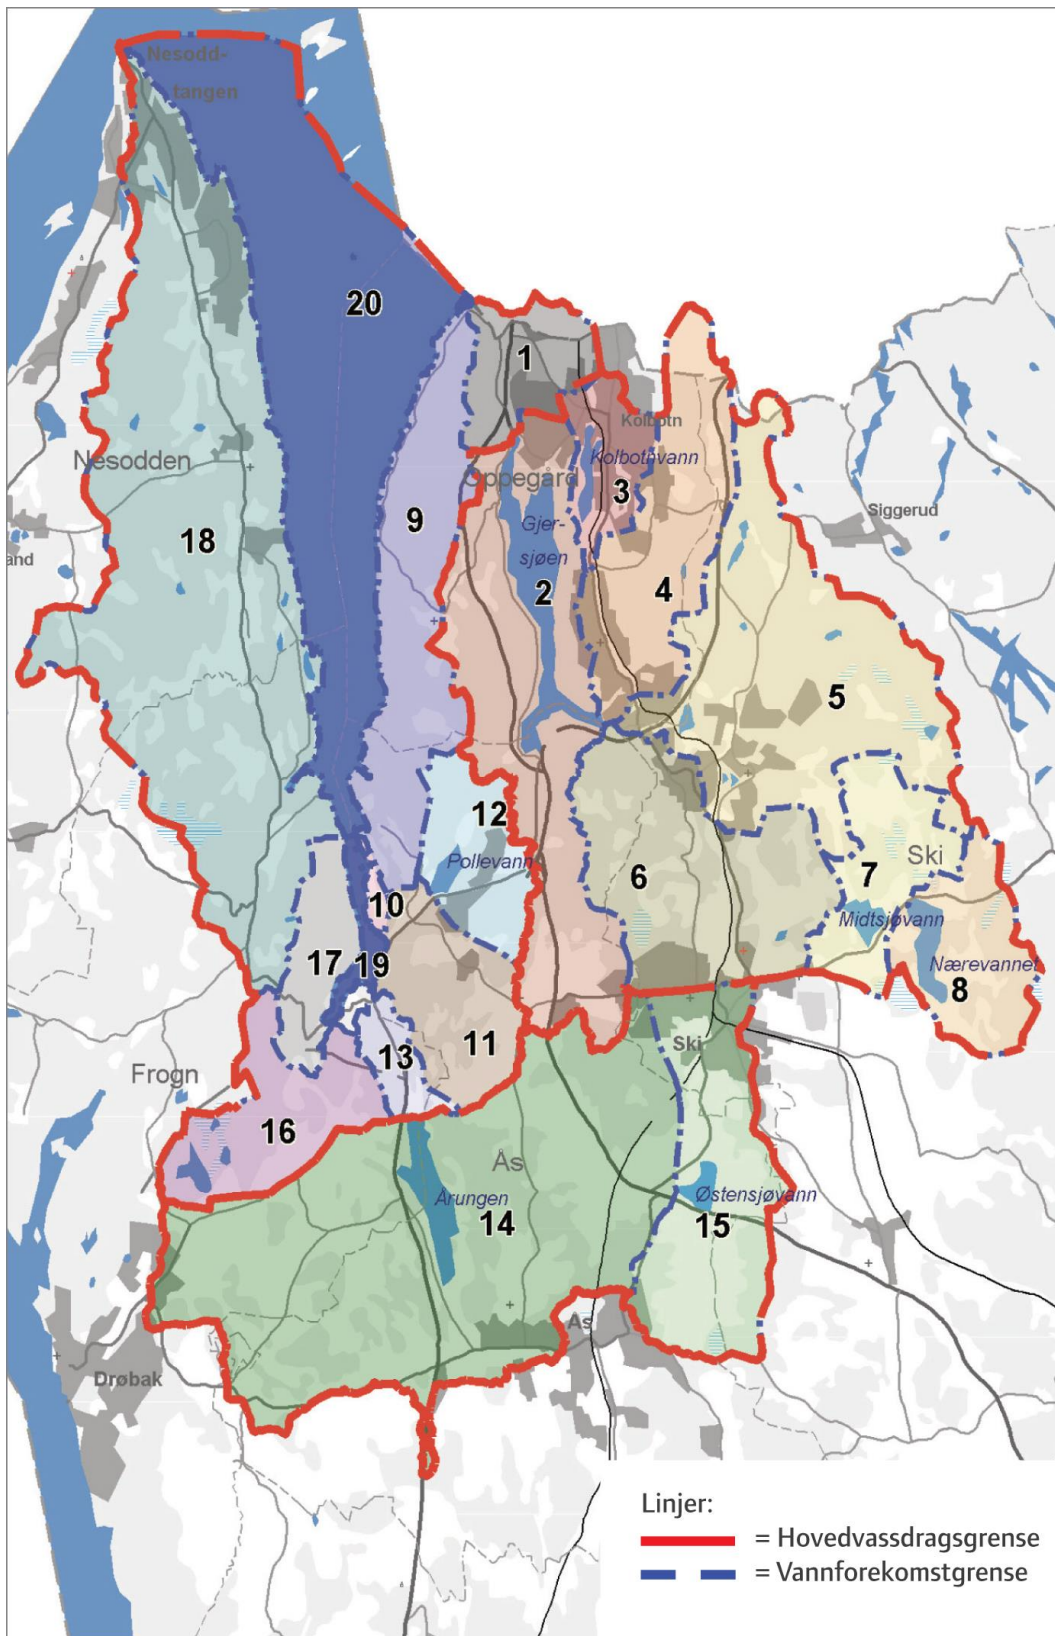 Nesodd-
tangen
20
1
Kolbotn
Nesodden
Oppegård
Kolbotnvann
Siggerud
9
3
18
Gjer-
sjøen
and
2
4
5
12
Pollevann
6
7
Ski
10
Midtsjøvann
17
19
Nærevannet
8
13
11
Ski
Frogn
16
Ås
Årungen
14
Østensjøvann
15
Ås
Drøbak
Linjer:
= Hovedvassdragsgrense
= Vannforekomstgrense